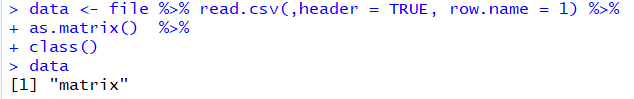 > data <- file %>% read.csv(,header = TRUE, row.name = 1) %>%
+ as.matrix()  %>%
+ class()
> data
[1] "matrix"